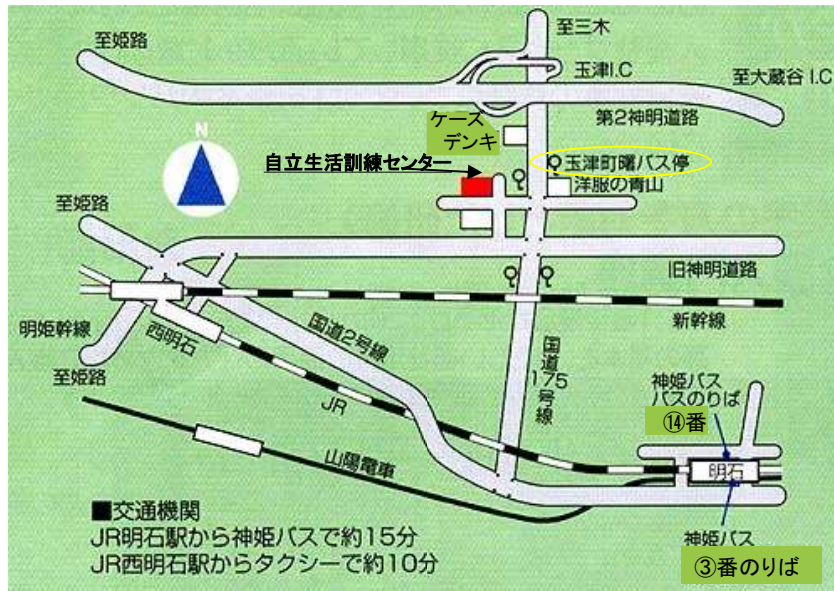 至三木
至姫路
玉津I.C
至大蔵谷 I.C
第2神明道路
ケーズ
デンキ
N
自立生活訓練センター
玉津町曙バス停
洋服の青山
至姫路
旧神明道路
新幹線
明姫幹線
西明石
国道2号線
国道175号線
至姫路
JR
神姫バス
バスのりば
⑭番
山陽電車
明石
■交通機関
JR明石駅から神姫バスで約15分
JR西明石駅からタクシーで約10分
神姫バス
③番のりば